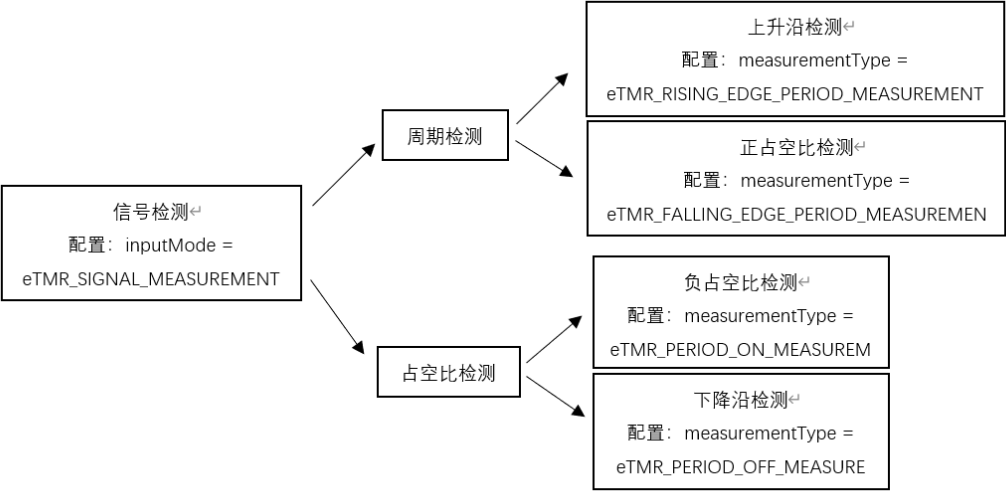 信号检测↵
配置：inputMode =
eTMR_SIGNAL_MEASUREMENT
周期检测
上升沿检测↵
配置：measurementType =
eTMR_RISING_EDGE_PERIOD_MEASUREMENT
正占空比检测↵
配置：measurementType =
eTMR_FALLING_EDGE_PERIOD_MEASUREMEN
占空比检测
负占空比检测↵
配置：measurementType =
eTMR_PERIOD_ON_MEASUREM
下降沿检测↵
配置：measurementType =
eTMR_PERIOD_OFF_MEASURE